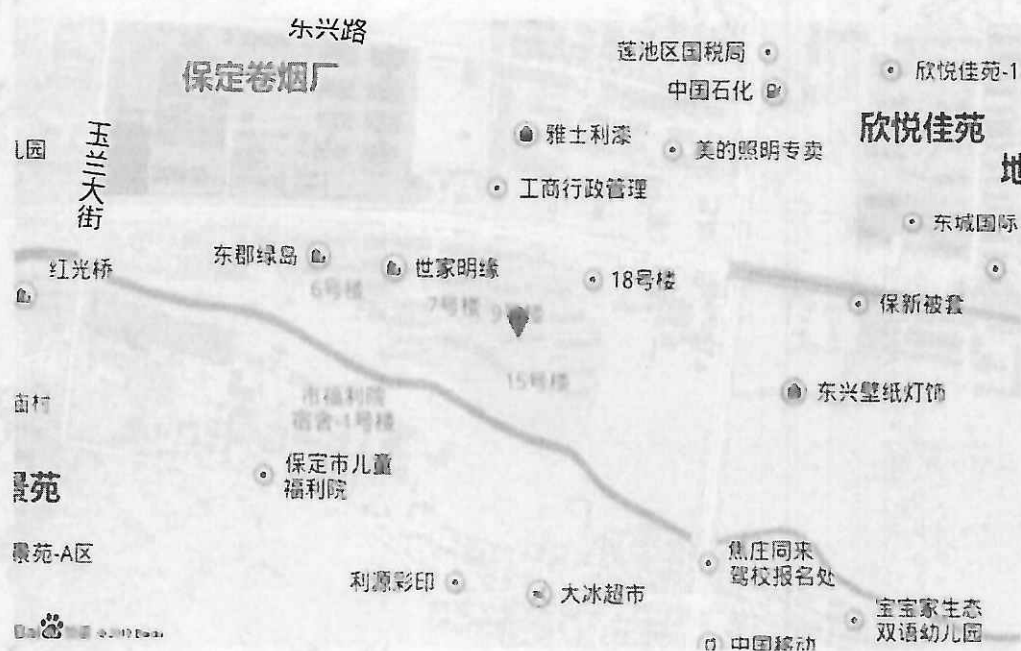 东兴路
莲池区国税局
保定卷烟厂
中国石化
欣悦佳苑-1
玉兰大街
雅士利漆
美的照明专卖
欣悦佳苑
儿园
工商行政管理
地
东城国际
红光桥
东郡绿岛
世家明缘
18号楼
6号楼
7号楼
保新被套
15号楼
东兴壁纸灯饰
市福利院
宿舍-1号楼
庙村
保定市儿童
福利院
景苑
景苑-A区
利源彩印
大冰超市
焦庄同来
驾校报名处
宝宝家生态
双语幼儿园
中国移动